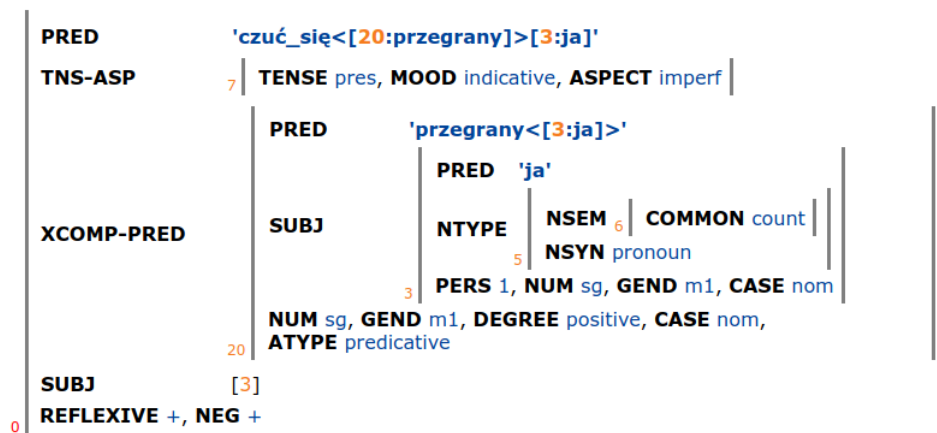 PRED 'czuć_się<[20:przegrany]>[3:ja]'
TNS-ASP 7 TENSE pres, MOOD indicative, ASPECT imperf
PRED 'przegrany<[3:ja]>'
PRED 'ja'
XCOMP-PRED SUBJ NTYPE NSEM 6 COMMON count
5 NSYN pronoun
3 PERS 1, NUM sg, GEND m1, CASE nom
NUM sg, GEND m1, DEGREE positive, CASE nom,
20 ATYPE predicative
SUBJ [3]
0 REFLEXIVE +, NEG +